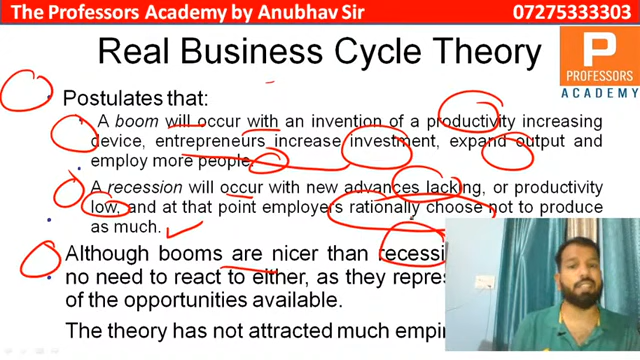 The Professors Academy by Anubhav Sir 07275333303
Real Business Cycle Theory
P
PROFESSORS
ACADEMY
Postulates that:
A boom will occur with an invention of a productivity increasing
device, entrepreneurs increase investment, expand output and
employ more people.
A recession will occur with new advances lacking, or productivity
low, and at that point employers rationally choose not to produce
as much.
Although booms are nicer than
no need to react to either, as they
of the opportunities available.
The theory has not attracted much